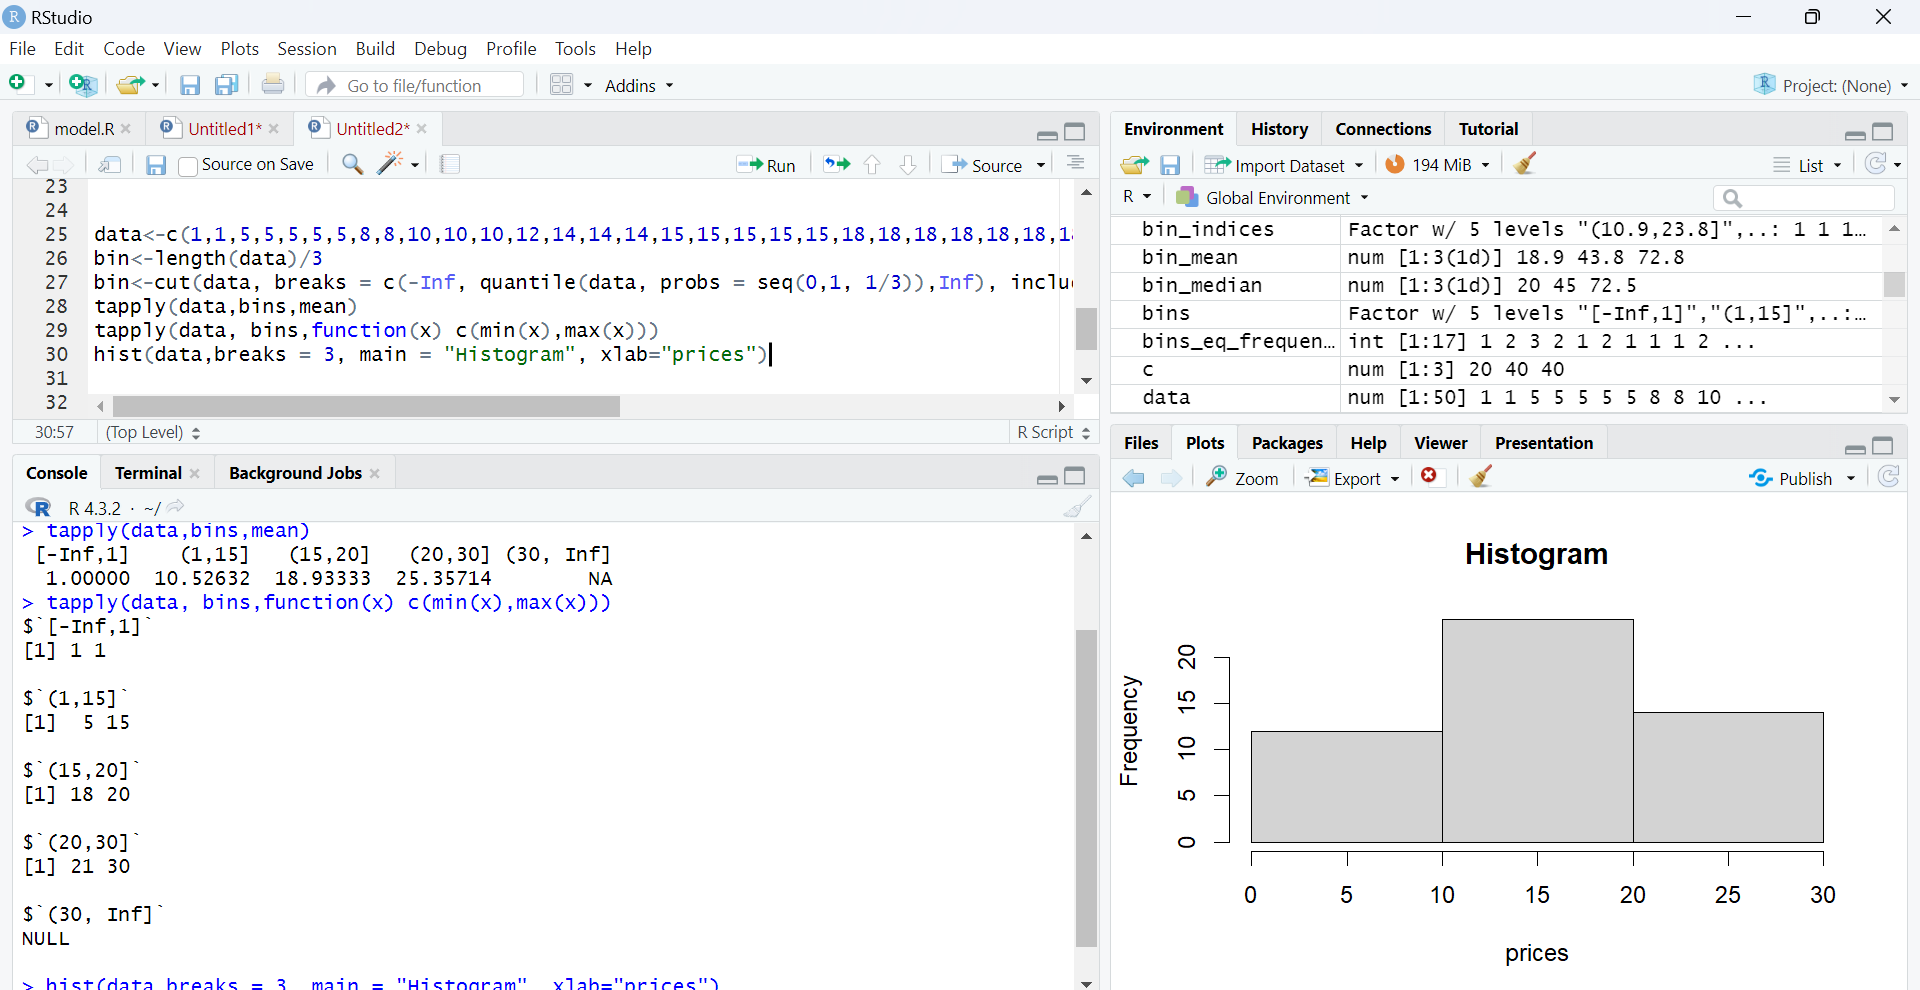 RStudio
File Edit Code View Plots Session Build Debug Profile Tools Help
Go to file/function Addins Project: (None)
model.R Untitled1* Untitled2*
Source on Save Run Source
23
24
25 data<-c(1,1,5,5,5,5,5,8,8,10,10,10,12,14,14,14,15,15,15,15,15,18,18,18,18,18,18,1
26 bin<-length(data)/3
27 bin<-cut(data, breaks = c(-Inf, quantile(data, probs = seq(0,1, 1/3)),Inf), inclu
28 tapply(data,bins,mean)
29 tapply(data, bins,function(x) c(min(x),max(x)))
30 hist(data,breaks = 3, main = "Histogram", xlab="prices")
31
32
30:57 (Top Level) R Script
Console Terminal Background Jobs
R 4.3.2 · ~/
> tapply(data,bins,mean)
[-Inf,1] (1,15] (15,20] (20,30] (30, Inf]
1.00000 10.52632 18.93333 25.35714 NA
> tapply(data, bins,function(x) c(min(x),max(x)))
$`[-Inf,1]`
[1] 1 1
$`(1,15]`
[1] 5 15
$`(15,20]`
[1] 18 20
$`(20,30]`
[1] 21 30
$`(30, Inf]`
NULL
> hist(data,breaks = 3, main = "Histogram", xlab="prices")
Environment History Connections Tutorial
Import Dataset 194 MiB List
R Global Environment
bin_indices Factor w/ 5 levels "(10.9,23.8]",..: 1 1 1…
bin_mean num [1:3(1d)] 18.9 43.8 72.8
bin_median num [1:3(1d)] 20 45 72.5
bins Factor w/ 5 levels "[-Inf,1]","(1,15]",..:…
bins_eq_frequen… int [1:17] 1 2 3 2 1 2 1 1 1 2 ...
c num [1:3] 20 40 40
data num [1:50] 1 1 5 5 5 5 5 8 8 10 ...
Files Plots Packages Help Viewer Presentation
Zoom Export Publish
Histogram
Frequency
20
15
10
5
0
0 5 10 15 20 25 30
prices